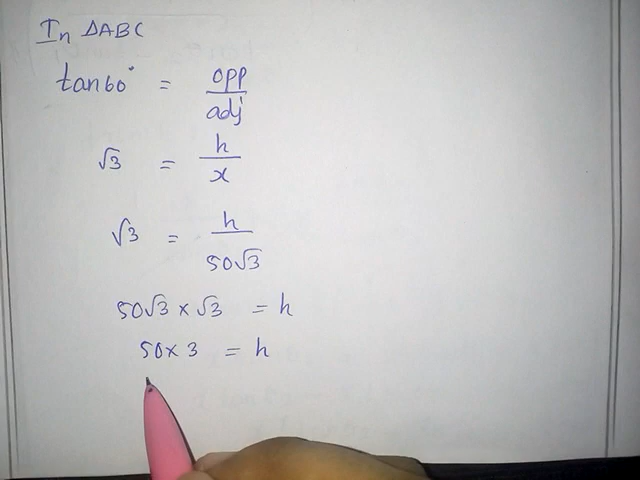 In ΔABC
tan60° = opp/adj
√3 = h/x
√3 = h/50√3
50√3 × √3 = h
50 × 3 = h